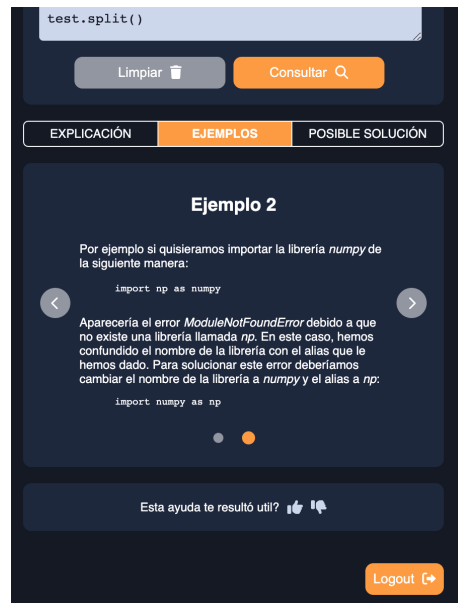 test.split()
Limpiar
Consultar
EXPLICACIÓN
EJEMPLOS
POSIBLE SOLUCIÓN
Ejemplo 2
Por ejemplo si quisieramos importar la librería numpy de
la siguiente manera:
import np as numpy
Aparecería el error ModuleNotFoundError debido a que
no existe una librería llamada np. En este caso, hemos
confundido el nombre de la librería con el alias que le
hemos dado. Para solucionar este error deberíamos
cambiar el nombre de la librería a numpy y el alias a np:
import numpy as np
Esta ayuda te resultó util?
Logout